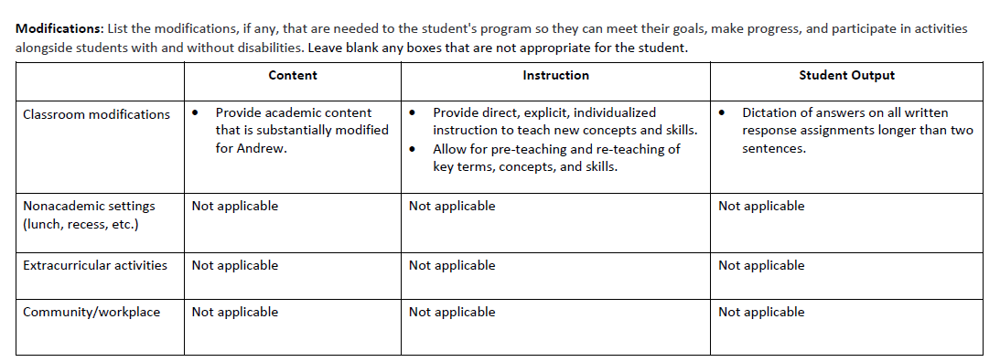 Modifications: List the modifications, if any, that are needed to the student's program so they can meet their goals, make progress, and participate in activities
alongside students with and without disabilities. Leave blank any boxes that are not appropriate for the student.
Content
Instruction
Student Output
Classroom modifications
• Provide academic content
that is substantially modified
for Andrew.
• Provide direct, explicit, individualized
instruction to teach new concepts and skills.
• Allow for pre-teaching and re-teaching of
key terms, concepts, and skills.
• Dictation of answers on all written
response assignments longer than two
sentences.
Nonacademic settings
(lunch, recess, etc.)
Not applicable
Not applicable
Not applicable
Extracurricular activities
Not applicable
Not applicable
Not applicable
Community/workplace
Not applicable
Not applicable
Not applicable